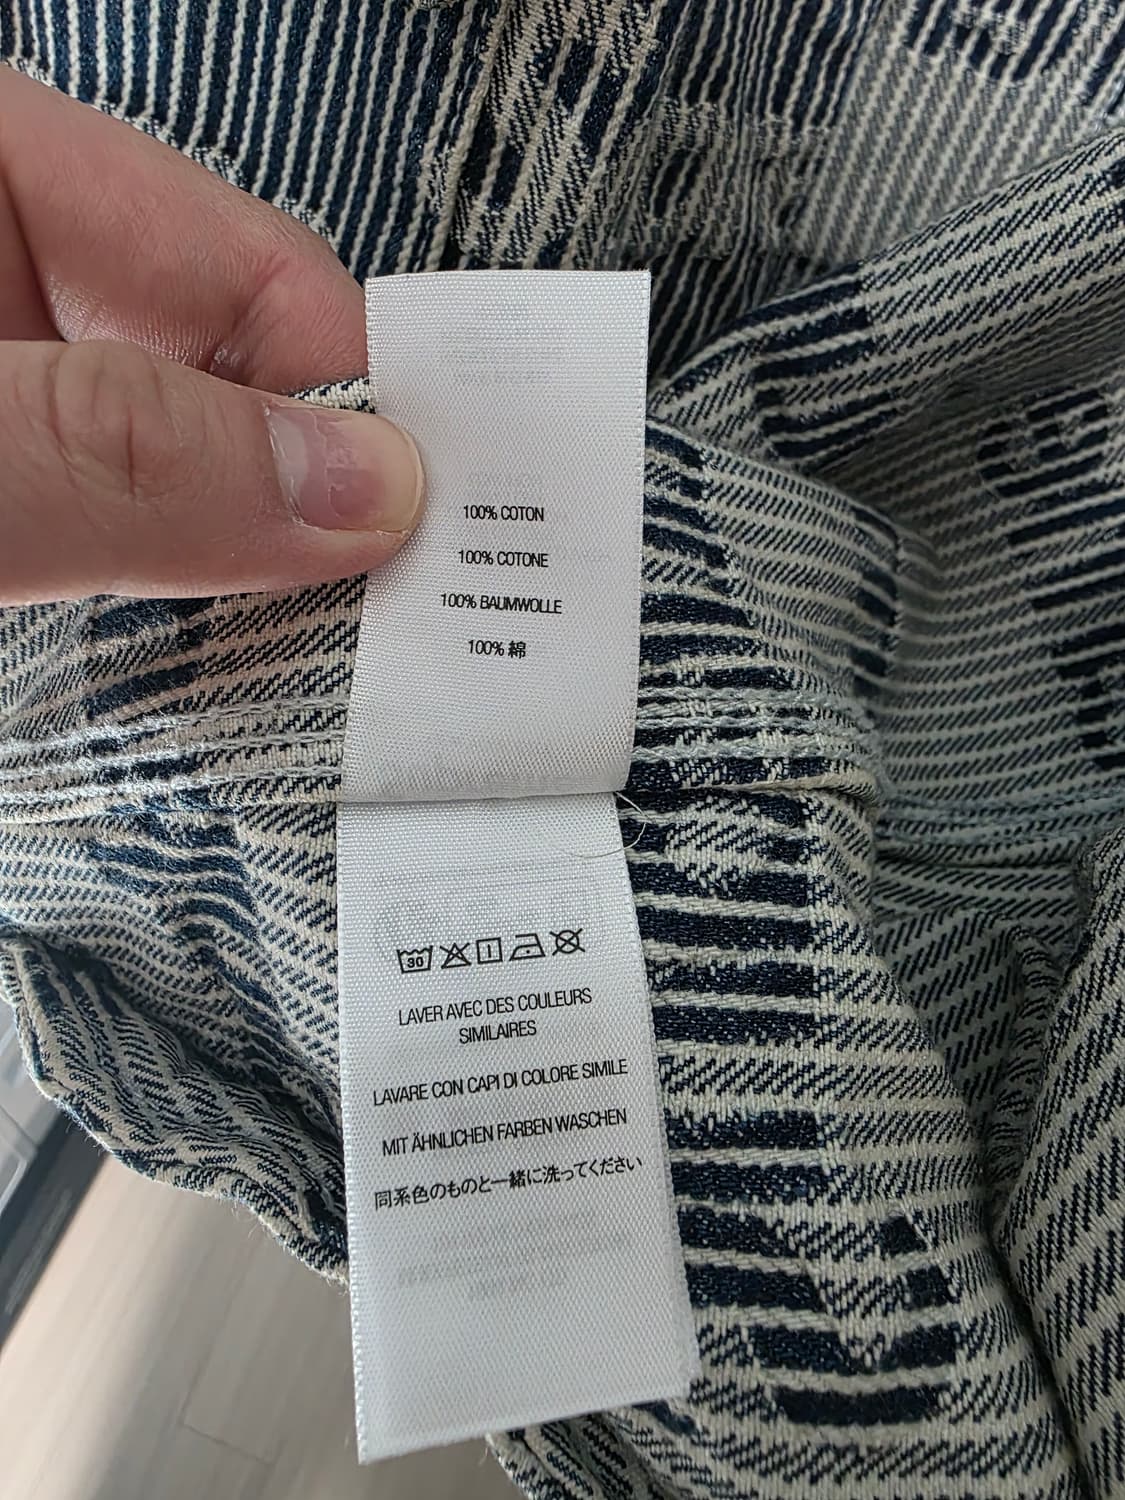 100% COTON
100% COTONE
100% BAUMWOLLE
100% 綿
30
LAVER AVEC DES COULEURS
SIMILAIRES
LAVARE CON CAPI DI COLORE SIMILE
MIT ÄHNLICHEN FARBEN WASCHEN
同系色のものと一緒に洗ってください